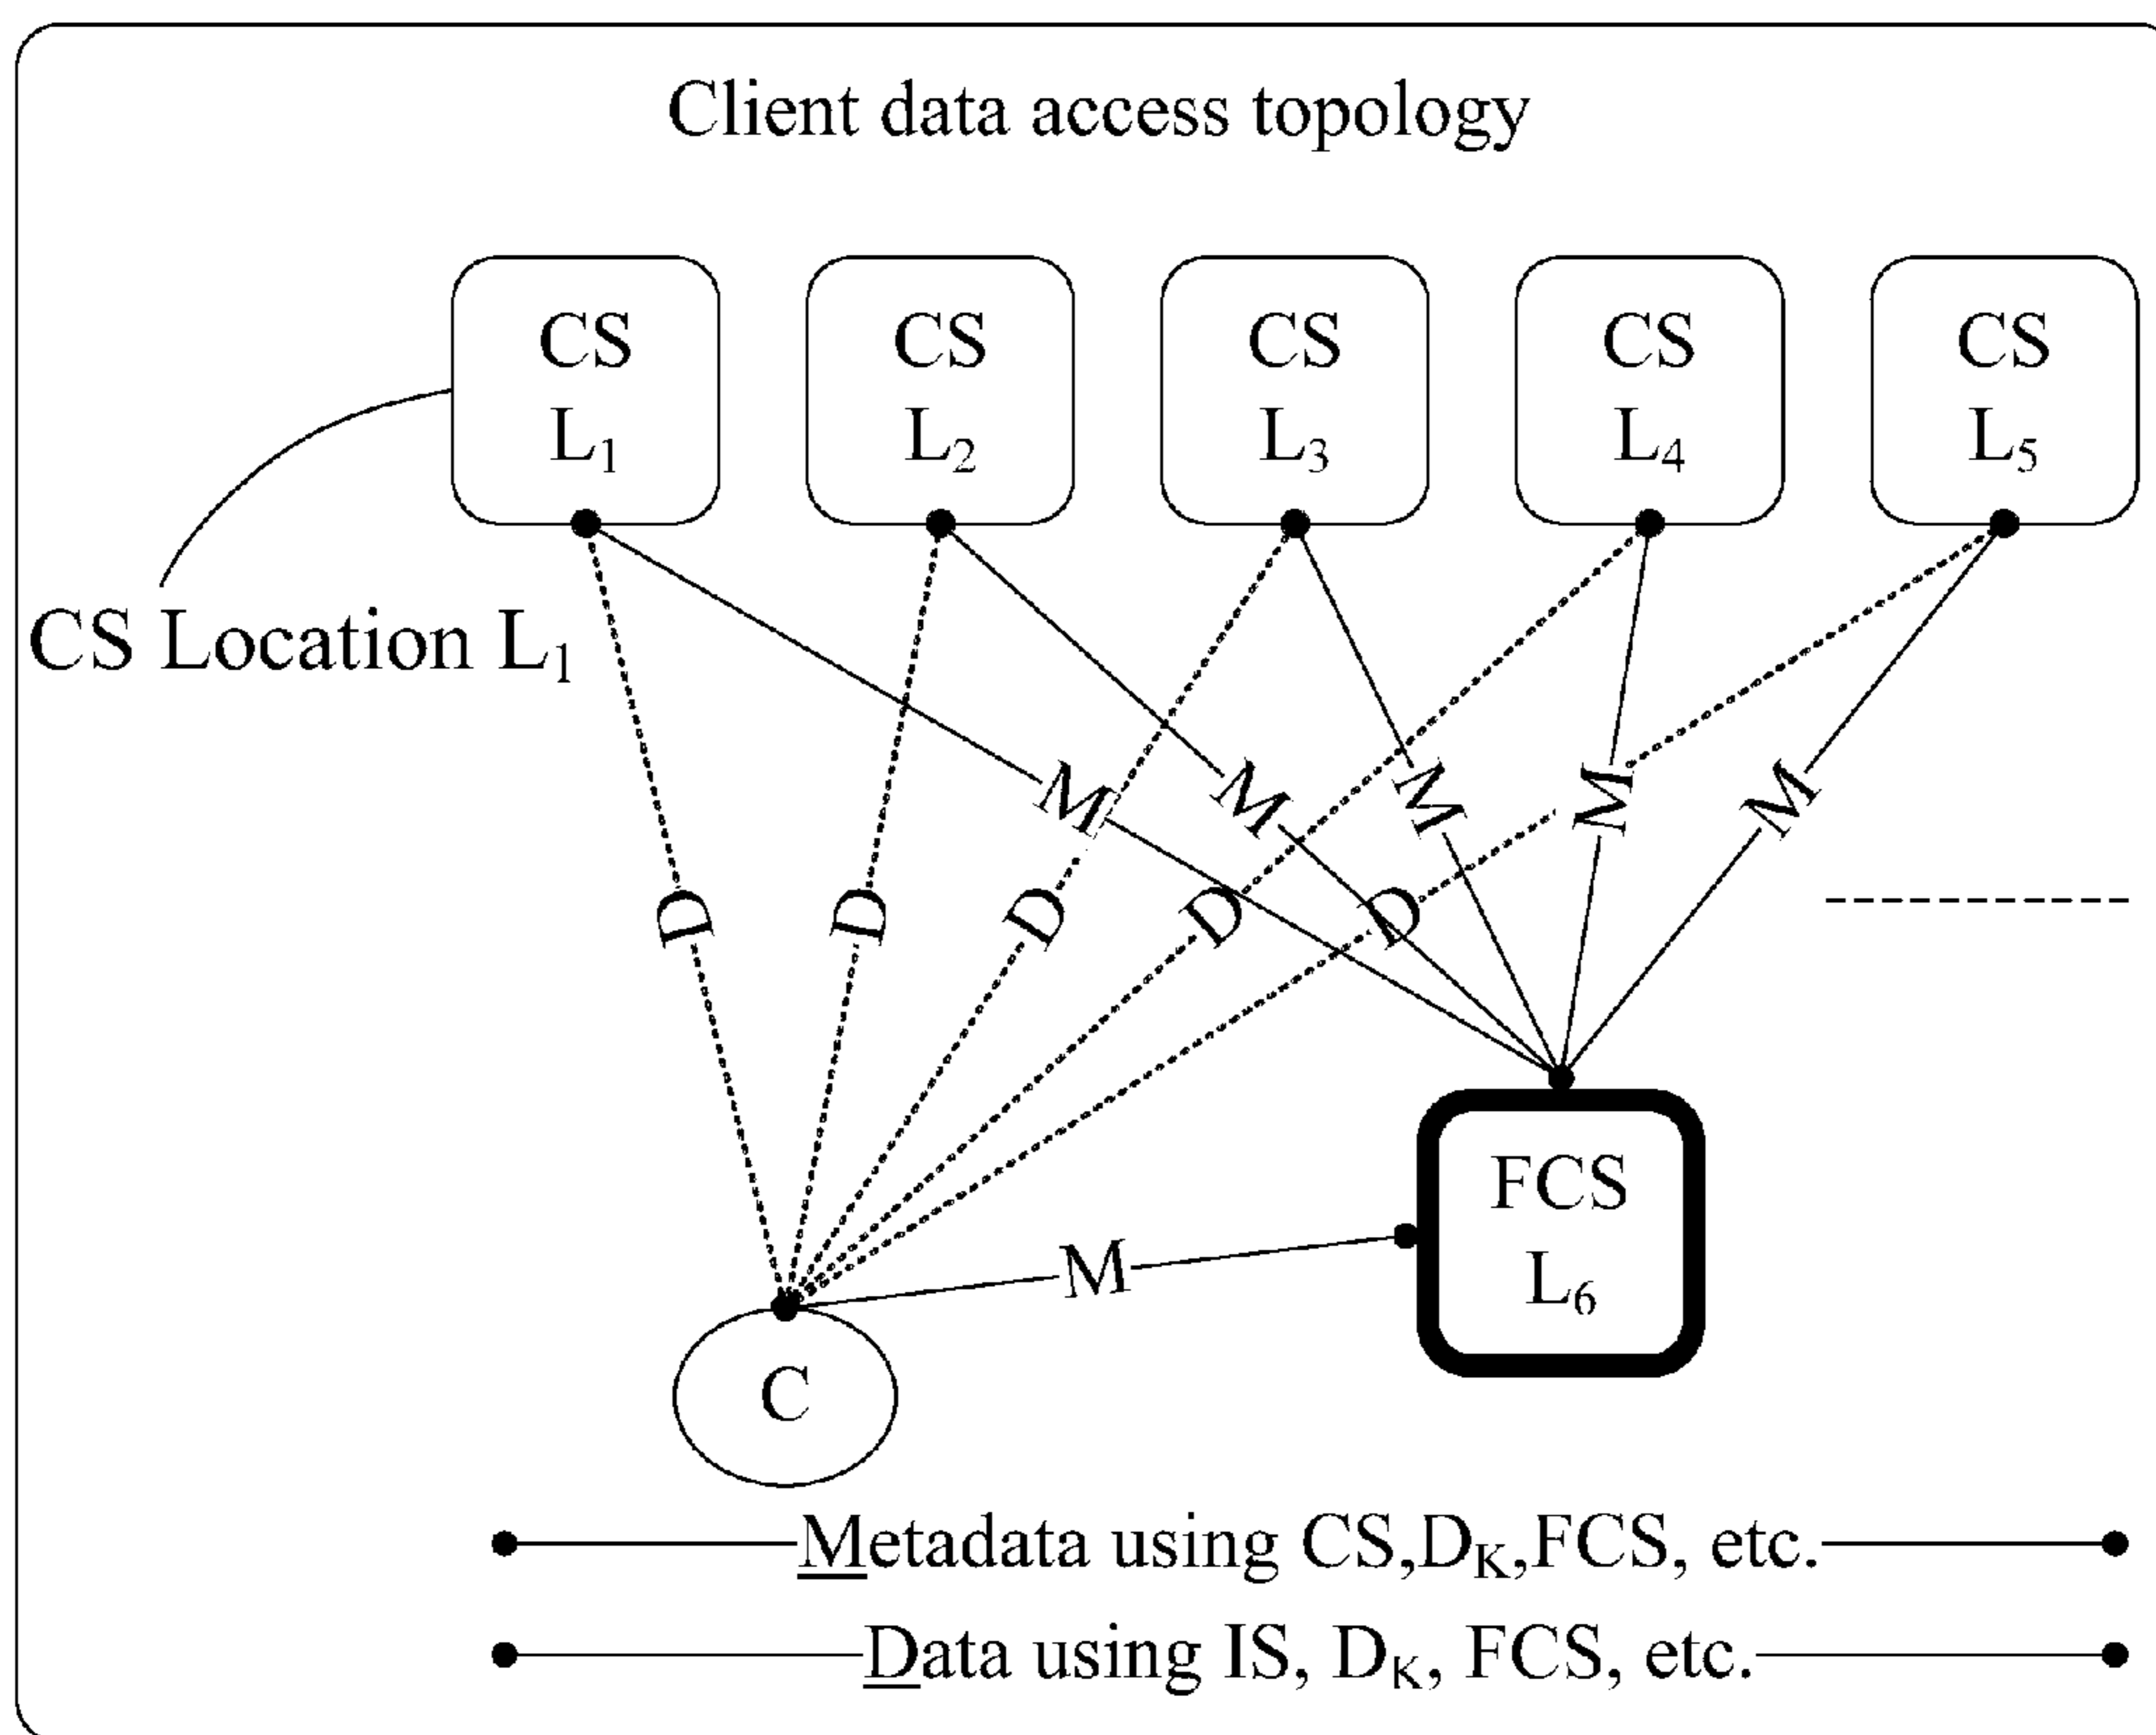 Client data access topology
CS
L₁
CS
L₂
CS
L₃
CS
L₄
CS
L₅
CS Location L₁
M
M
M
M
M
D
D
D
D
D
FCS
L₆
M
C
Metadata using CS,Dₖ,FCS, etc.
Data using IS, Dₖ, FCS, etc.